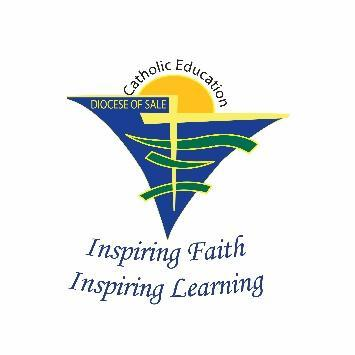 Catholic Education
DIOCESE OF SALE
Inspiring Faith
Inspiring Learning